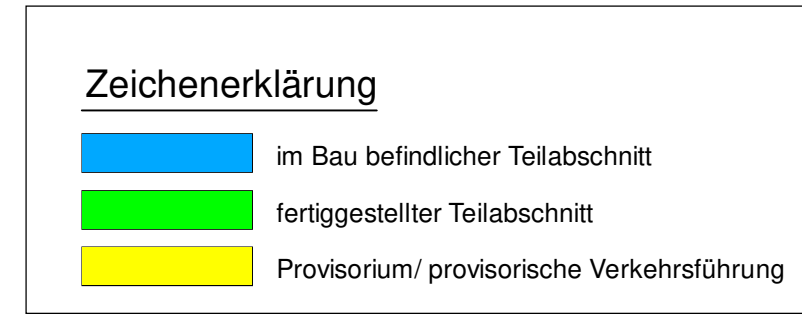 Zeichenerklärung
im Bau befindlicher Teilabschnitt
fertiggestellter Teilabschnitt
Provisorium/ provisorische Verkehrsführung